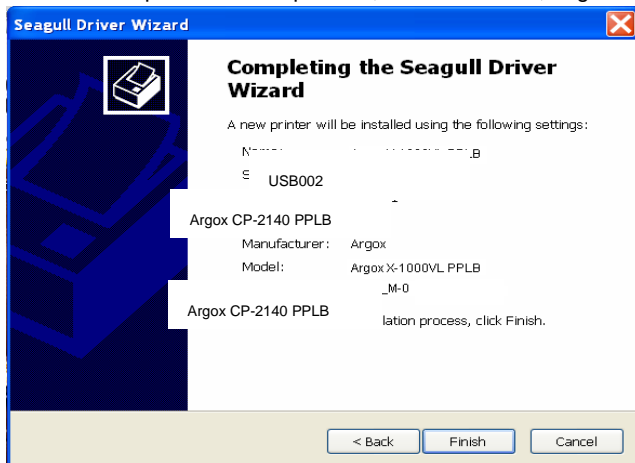 Seagull Driver Wizard
Completing the Seagull Driver
Wizard
A new printer will be installed using the following settings:
USB002
Argox CP-2140 PPLB
Manufacturer: Argox
Model: Argox X-1000VL PPLB
_M-0
Argox CP-2140 PPLB
lation process, click Finish.
< Back Finish Cancel